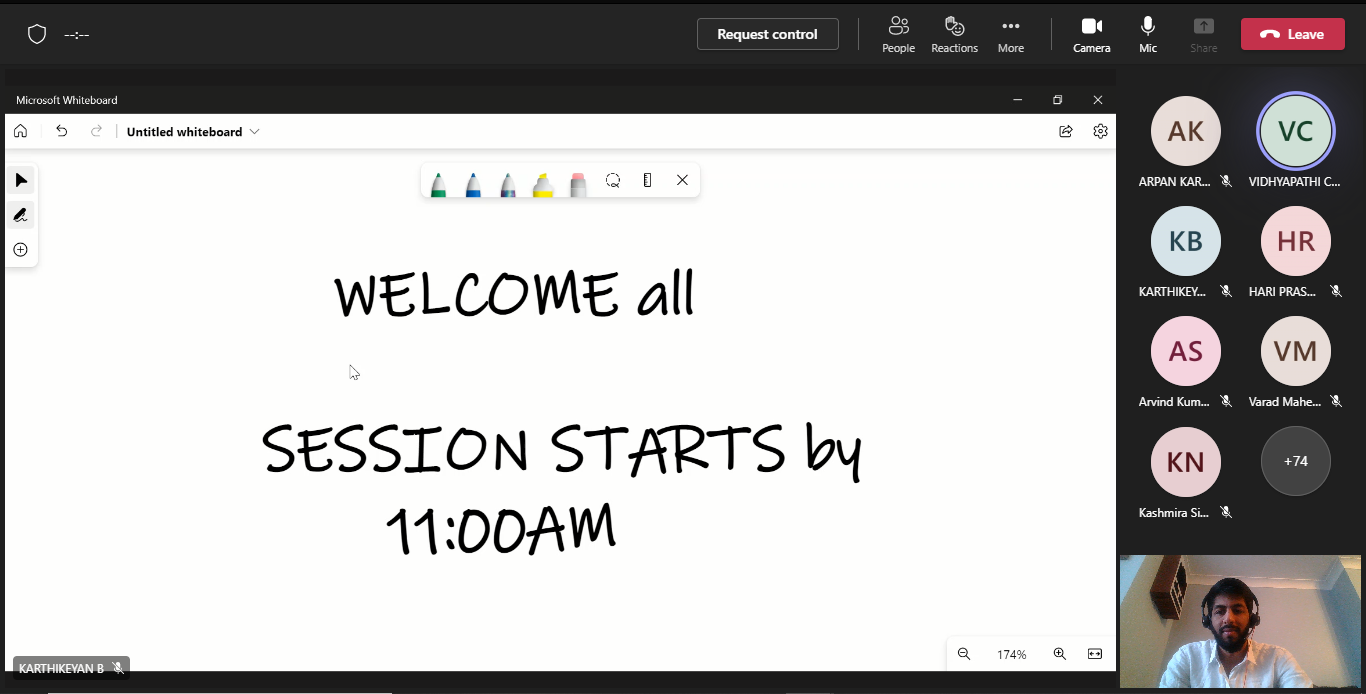 --:--
Request control
People
Reactions
More
Camera
Mic
Share
Leave
Microsoft Whiteboard
Untitled whiteboard
WELCOME all
SESSION STARTS by
11:00AM
174%
KARTHIKEYAN B
AK
VC
ARPAN KAR...
VIDHYAPATHI C...
KB
HR
KARTHIKEY...
HARI PRAS...
AS
VM
Arvind Kum...
Varad Mahe...
KN
+74
Kashmira Si...